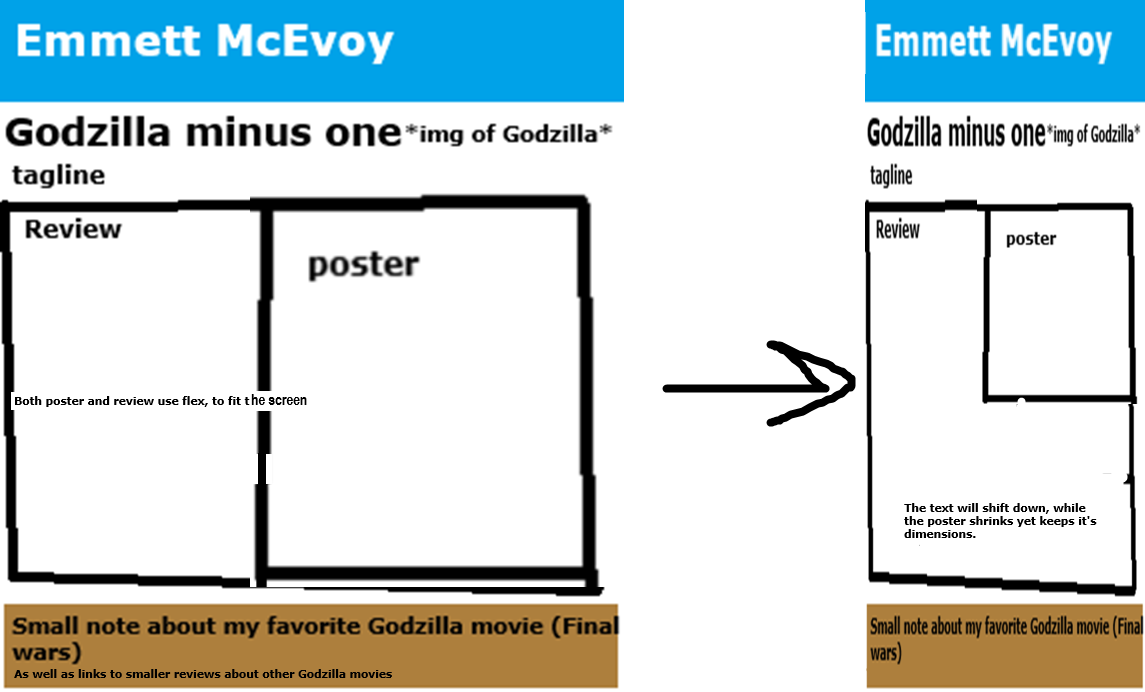 Emmett McEvoy
Godzilla minus one *img of Godzilla*
tagline
Review
poster
Both poster and review use flex, to fit the screen
Small note about my favorite Godzilla movie (Final
wars)
As well as links to smaller reviews about other Godzilla movies
Emmett McEvoy
Godzilla minus one *img of Godzilla*
tagline
Review
poster
The text will shift down, while
the poster shrinks yet keeps it's
dimensions.
Small note about my favorite Godzilla movie (Final
wars)